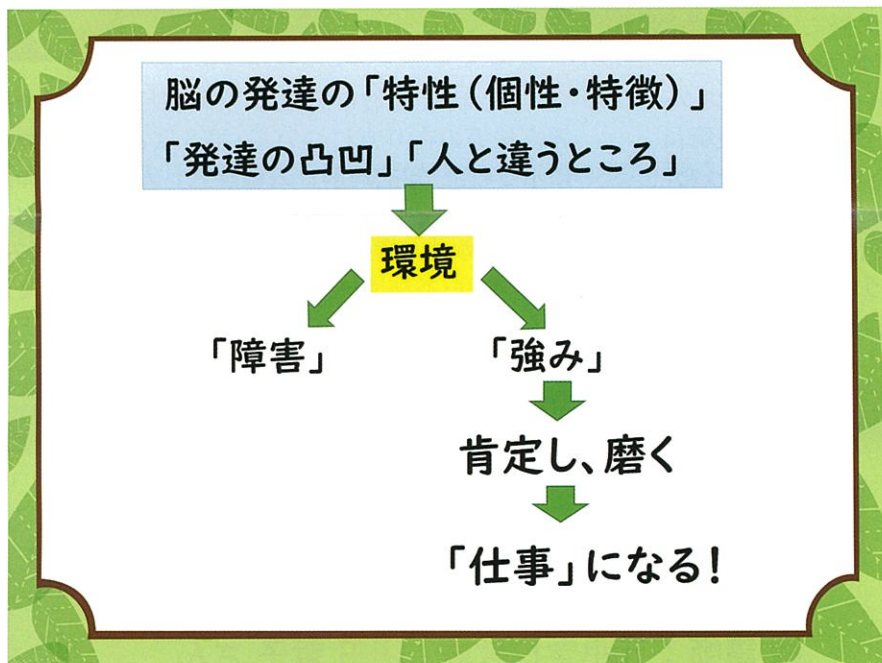 脳の発達の「特性(個性・特徴)」
「発達の凸凹」「人と違うところ」
環境
「障害」
「強み」
肯定し、磨く
「仕事」になる!